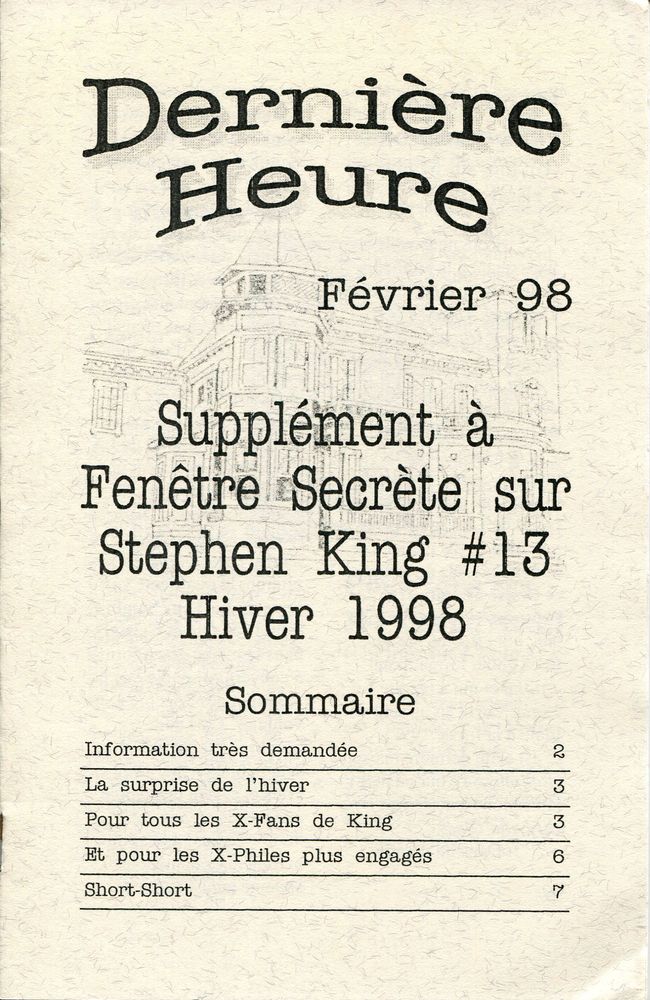 Dernière
Heure
Février 98
Supplément à
Fenêtre Secrète sur
Stephen King #13
Hiver 1998
Sommaire
Information très demandée 2
La surprise de l'hiver 3
Pour tous les X-Fans de King 3
Et pour les X-Philes plus engagés 6
Short-Short 7